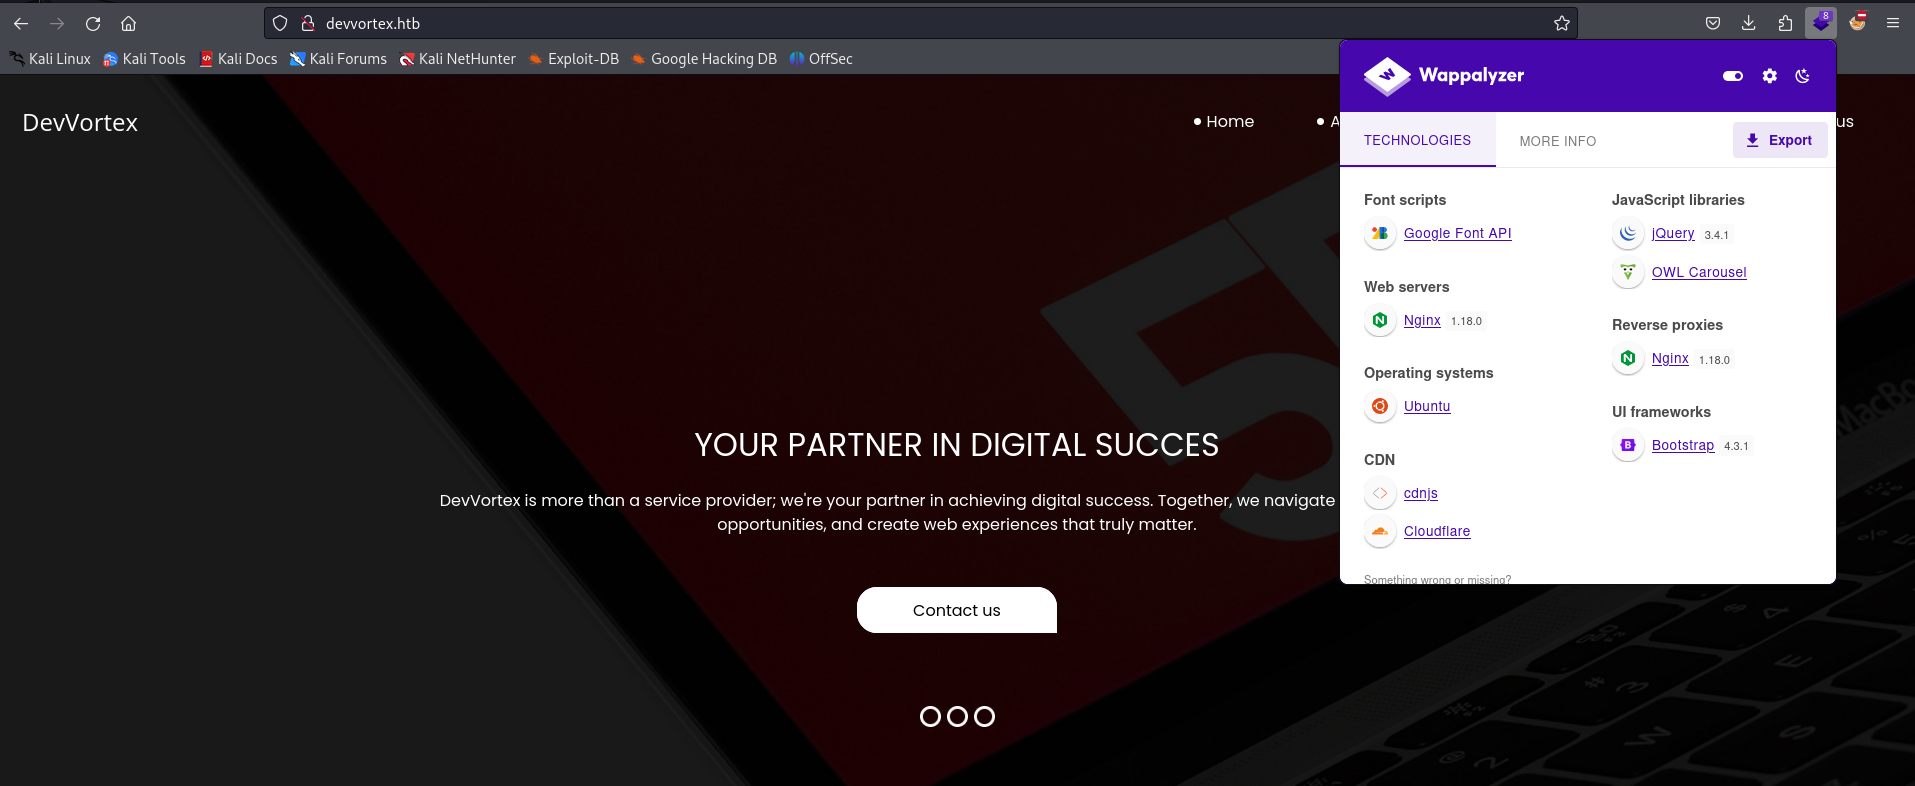 devvortex.htb
8
Kali Linux Kali Tools Kali Docs Kali Forums Kali NetHunter Exploit-DB Google Hacking DB OffSec
Wappalyzer
DevVortex
Home A us
TECHNOLOGIES MORE INFO Export
Font scripts
Google Font API
Web servers
Nginx 1.18.0
Operating systems
Ubuntu
CDN
cdnjs
Cloudflare
Something wrong or missing?
JavaScript libraries
jQuery 3.4.1
OWL Carousel
Reverse proxies
Nginx 1.18.0
UI frameworks
Bootstrap 4.3.1
YOUR PARTNER IN DIGITAL SUCCES
DevVortex is more than a service provider; we're your partner in achieving digital success. Together, we navigate
opportunities, and create web experiences that truly matter.
Contact us
MacBo